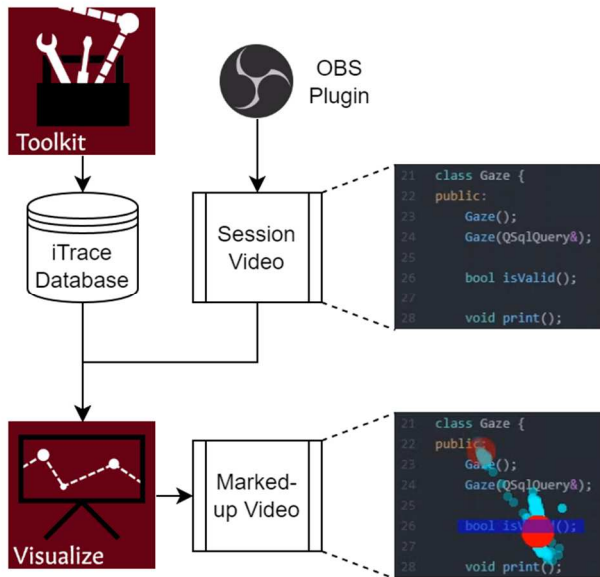 Toolkit
OBS
Plugin
iTrace
Database
Session
Video
21 class Gaze {
22 public:
23 Gaze();
24 Gaze(QSqlQuery&);
25
26 bool isValid();
27
28 void print();
Visualize
Marked-
up Video
21 class Gaze {
22 public:
23 Gaze();
24 Gaze(QSqlQuery&);
25
26 bool isValid();
27
28 void print();